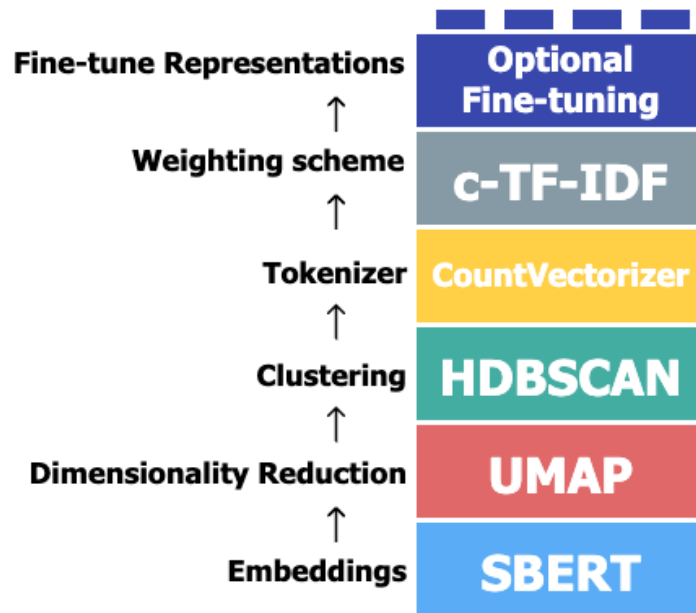 Fine-tune Representations
Optional
Fine-tuning
↑
Weighting scheme
c-TF-IDF
↑
Tokenizer
CountVectorizer
↑
Clustering
HDBSCAN
↑
Dimensionality Reduction
UMAP
↑
Embeddings
SBERT